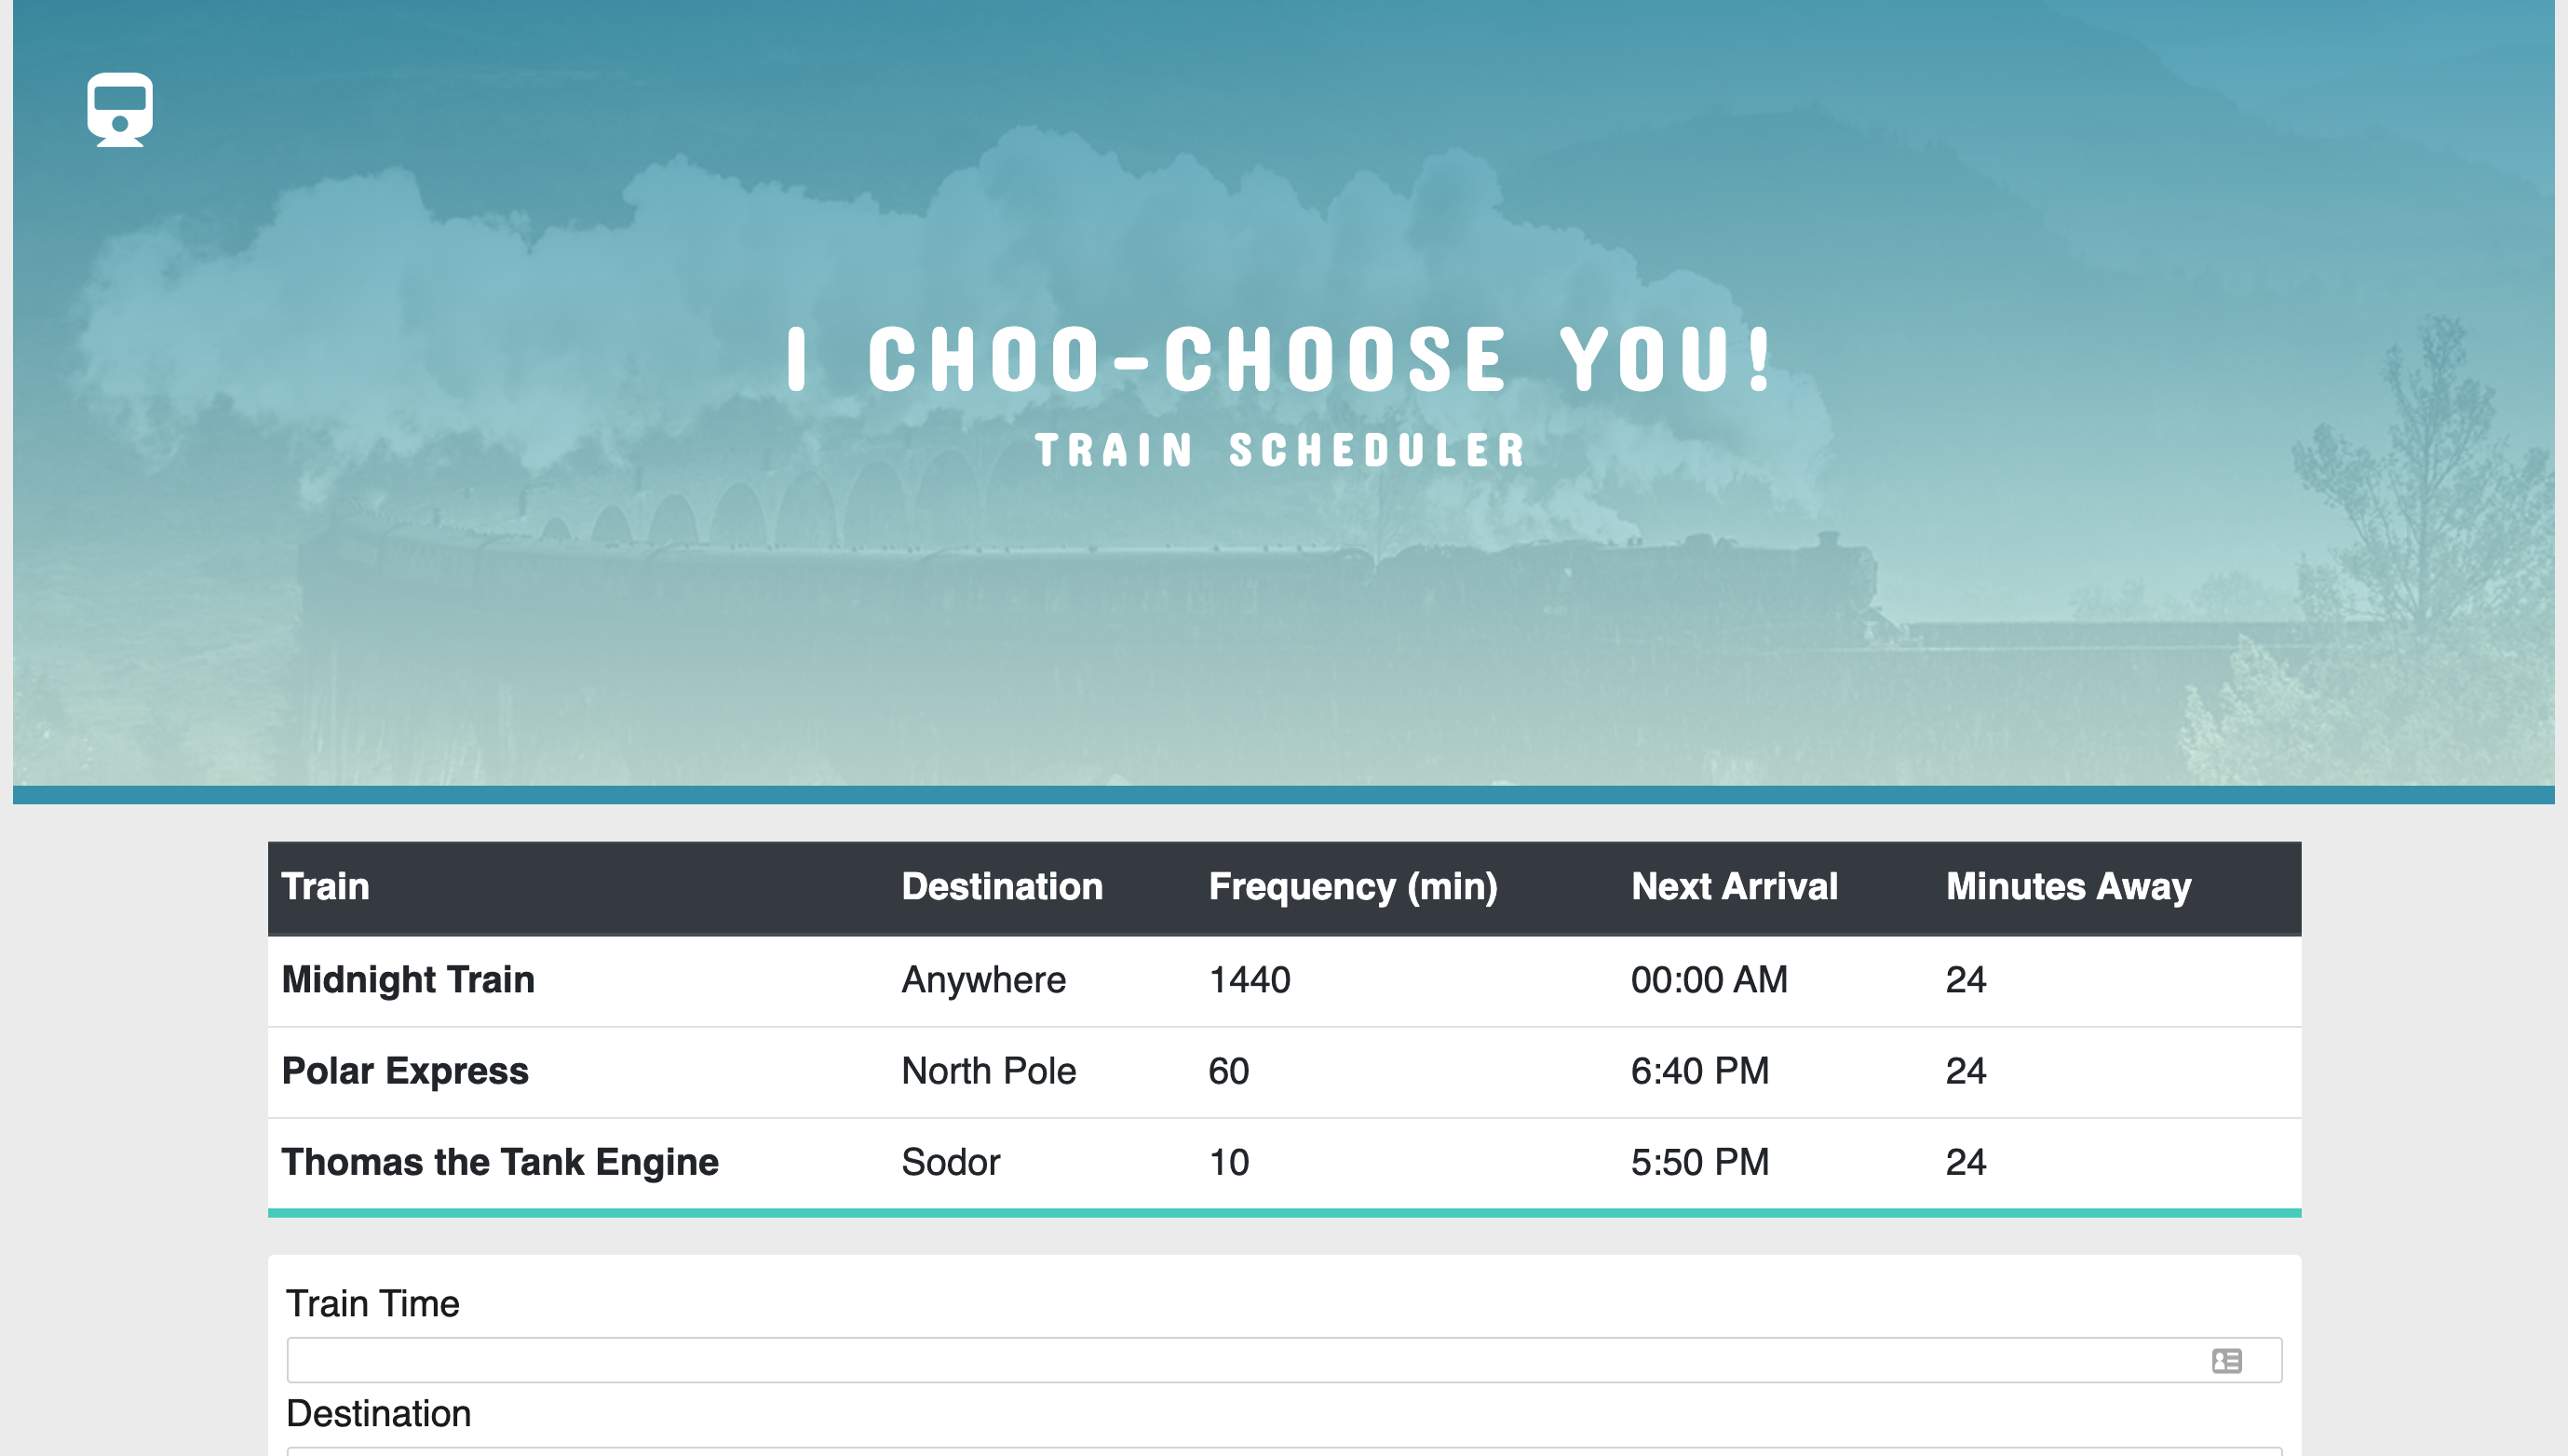 I CHOO-CHOOSE YOU!
TRAIN SCHEDULER
Train Destination Frequency (min) Next Arrival Minutes Away
Midnight Train Anywhere 1440 00:00 AM 24
Polar Express North Pole 60 6:40 PM 24
Thomas the Tank Engine Sodor 10 5:50 PM 24
Train Time
Destination